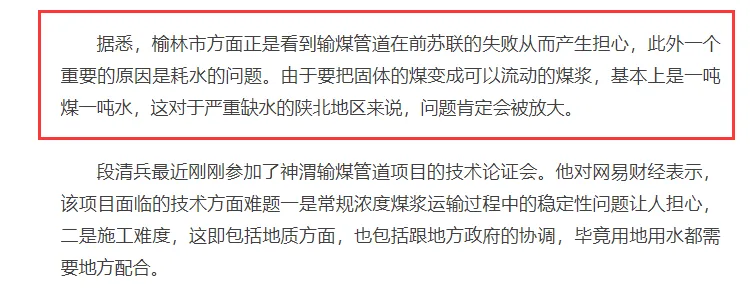 据悉，榆林市方面正是看到输煤管道在前苏联的失败从而产生担心，此外一个
重要的原因是耗水的问题。由于要把固体的煤变成可以流动的煤浆，基本上是一吨
煤一吨水，这对于严重缺水的陕北地区来说，问题肯定会被放大。
段清兵最近刚刚参加了神渭输煤管道项目的技术论证会。他对网易财经表示，
该项目面临的技术方面难题一是常规浓度煤浆运输过程中的稳定性问题让人担心，
二是施工难度，这即包括地质方面，也包括跟地方政府的协调，毕竟用地用水都需
要地方配合。